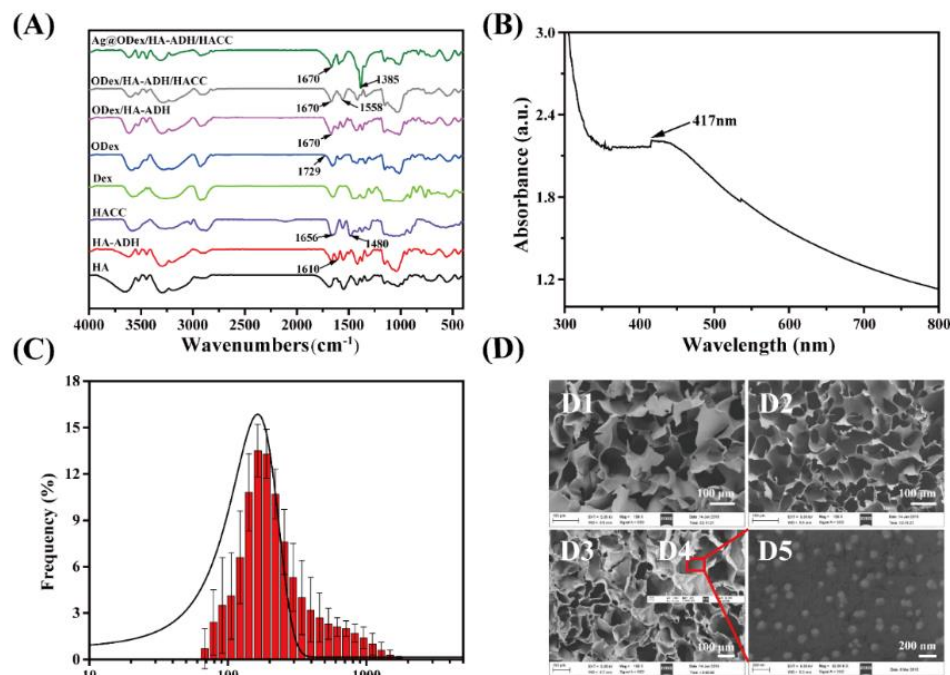 (A)
Ag@ODex/HA-ADH/HACC
1670
1385
ODex/HA-ADH/HACC
1670
1558
ODex/HA-ADH
1670
ODex
1729
Dex
HACC
1656
1480
HA-ADH
1610
HA
4000 3500 3000 2500 2000 1500 1000 500
Wavenumbers(cm-1)
(B)
3.0
2.4
1.8
1.2
417nm
Absorbance (a.u.)
300 400 500 600 700 800
Wavelength (nm)
(C)
18
15
12
9
6
3
0
Frequency (%)
10 100 1000
(D)
D1
100 μm
D2
100 μm
D3
100 μm
D4
D5
200 nm